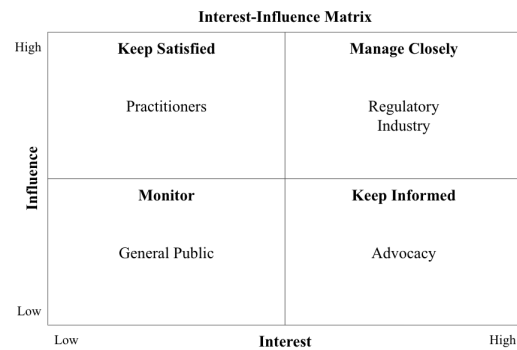 Interest-Influence Matrix
High
Keep Satisfied
Manage Closely
Practitioners
Regulatory
Industry
Influence
Monitor
Keep Informed
General Public
Advocacy
Low
Low
Interest
High